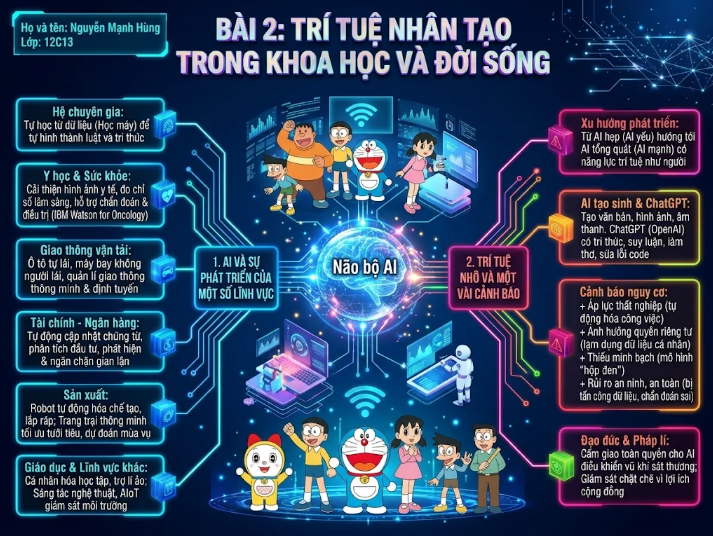 Họ và tên: Nguyễn Mạnh Hùng
Lớp: 12C13
BÀI 2: TRÍ TUỆ NHÂN TẠO
TRONG KHOA HỌC VÀ ĐỜI SỐNG
Hệ chuyên gia:
Tự học từ dữ liệu (Học máy) để
tự hình thành luật và tri thức
Y học & Sức khỏe:
Cải thiện hình ảnh y tế, đo chỉ
số lâm sàng, hỗ trợ chẩn đoán &
điều trị (IBM Watson for Oncology)
Giao thông vận tải:
Ô tô tự lái, máy bay không
người lái, quản lí giao thông
thông minh & định tuyến
Tài chính - Ngân hàng:
Tự động cập nhật chứng từ,
phân tích đầu tư, phát hiện
& ngăn chặn gian lận
Sản xuất:
Robot tự động hóa chế tạo,
lắp ráp; Trang trại thông minh
tối ưu tưới tiêu, dự đoán mùa vụ
Giáo dục & Lĩnh vực khác:
Cá nhân hóa học tập, trợ lí ảo;
Sáng tác nghệ thuật, AIoT
giám sát môi trường
1. AI VÀ SỰ
PHÁT TRIỂN CỦA
MỘT SỐ LĨNH VỰC
Não bộ AI
2. TRÍ TUỆ
NHÕ VÀ MỘT
VÀI CẢNH BÁO
Xu hướng phát triển:
Từ AI hẹp (AI yếu) hướng tới
AI tổng quát (AI mạnh) có
năng lực trí tuệ như người
AI tạo sinh & ChatGPT:
Tạo văn bản, hình ảnh, âm
thanh. ChatGPT (OpenAI)
có tri thức, suy luận, làm
thơ, sửa lỗi code
Cảnh báo nguy cơ:
+ Áp lực thất nghiệp (tự
động hóa công việc)
+ Ảnh hưởng quyền riêng tư
(lạm dụng dữ liệu cá nhân)
+ Thiếu minh bạch (mô hình
"hộp đen")
+ Rủi ro an ninh, an toàn (bị
tấn công dữ liệu, chẩn đoán sai)
Đạo đức & Pháp lí:
Cấm giao toàn quyền cho AI
điều khiển vũ khí sát thương;
Giám sát chặt chẽ vì lợi ích
cộng đồng